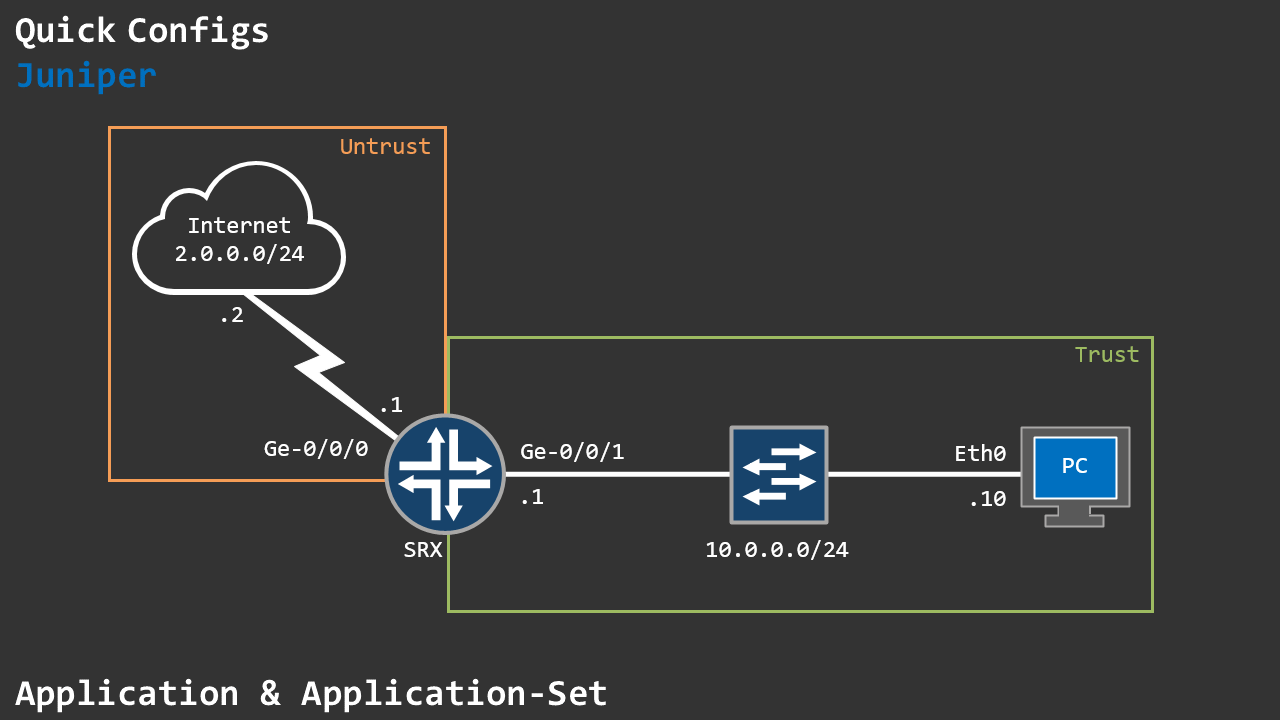 Quick Configs
Juniper
Untrust
Internet
2.0.0.0/24
.2
.1
Ge-0/0/0
SRX
Trust
Ge-0/0/1
.1
10.0.0.0/24
Eth0
.10
PC
Application & Application-Set